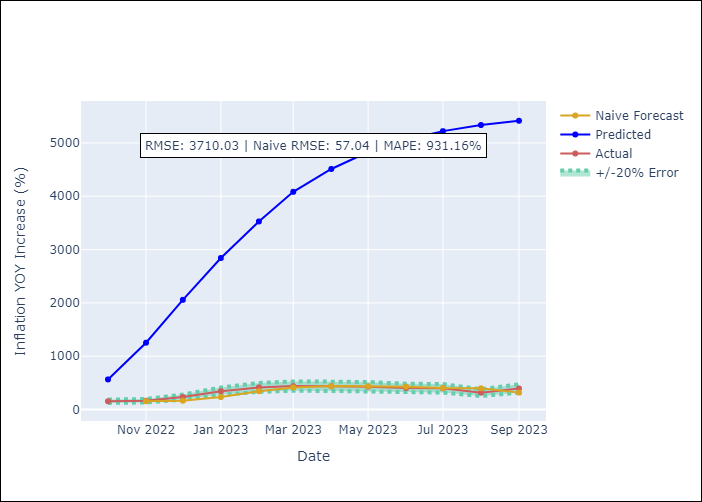 RMSE: 3710.03 | Naive RMSE: 57.04 | MAPE: 931.16%
Naive Forecast
Predicted
Actual
+/-20% Error
5000
4000
3000
2000
1000
0
Inflation YOY Increase (%)
Nov 2022
Jan 2023
Mar 2023
May 2023
Jul 2023
Sep 2023
Date